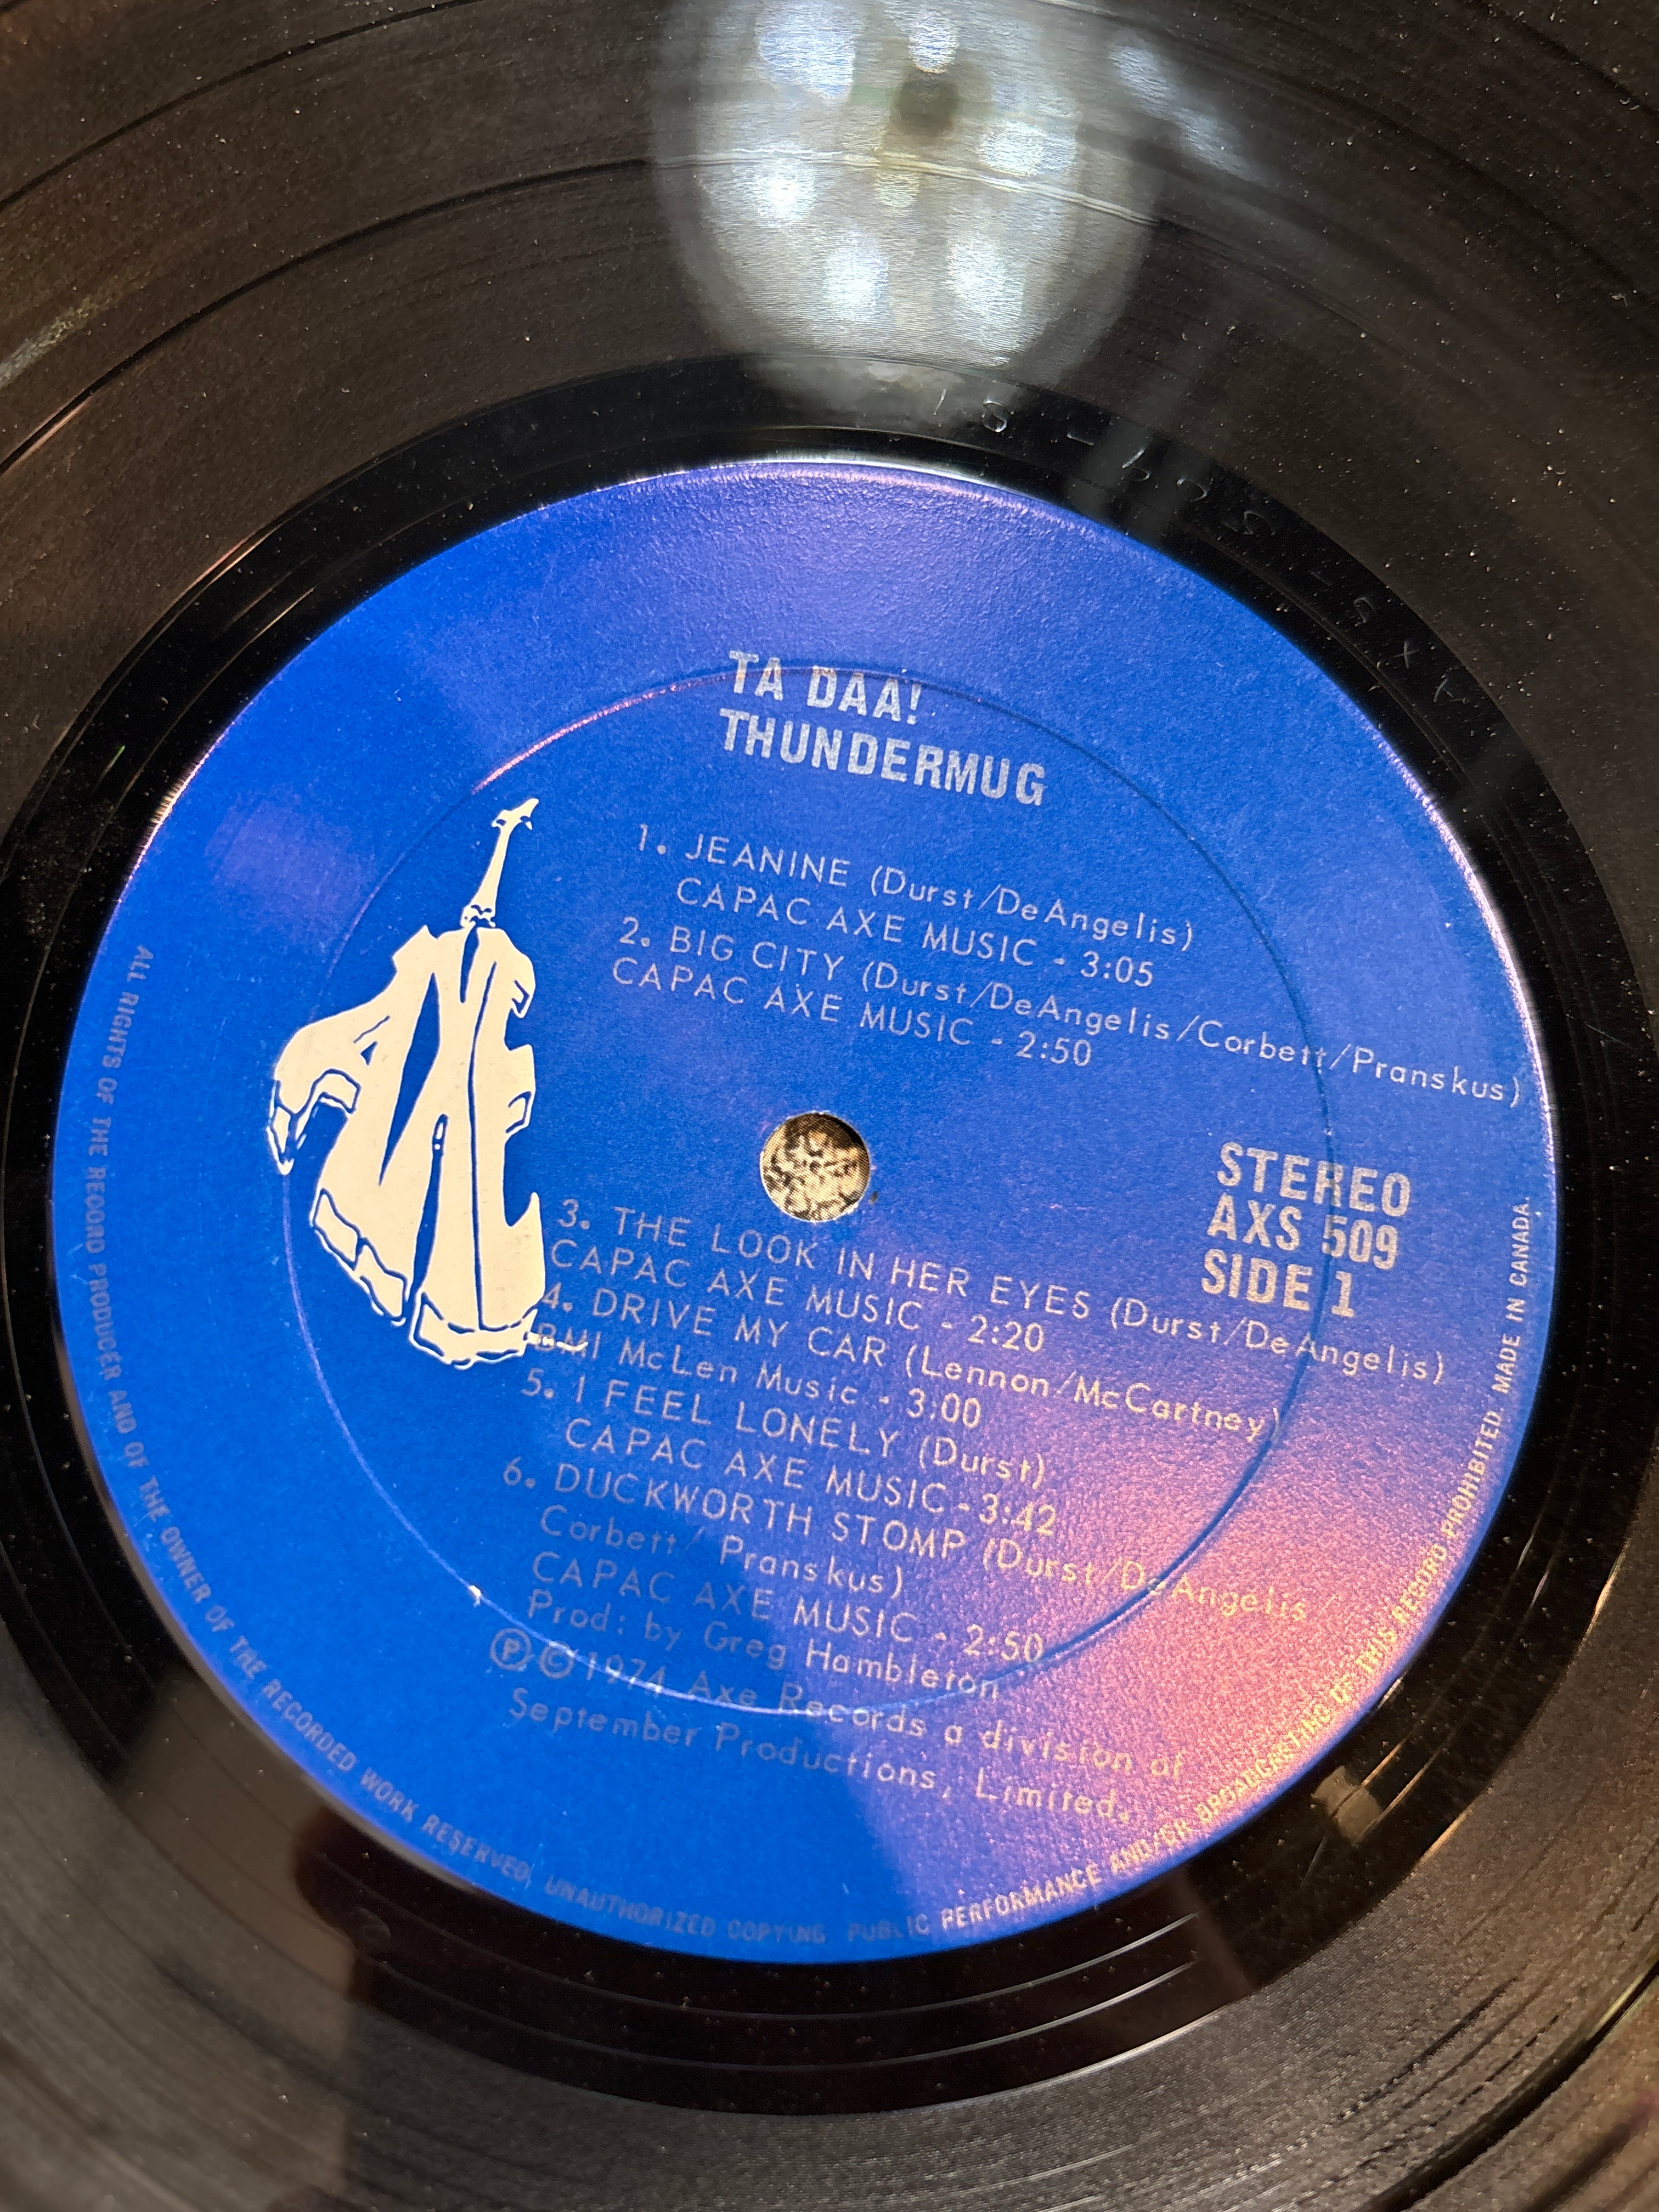 TA DAA!
THUNDERMUG
1. JEANINE (Durst/DeAngelis)
CAPAC AXE MUSIC - 3:05
2. BIG CITY (Durst/DeAngelis/Corbett/Pranskus)
CAPAC AXE MUSIC - 2:50
STEREO
AXS 509
SIDE 1
3. THE LOOK IN HER EYES (Durst/DeAngelis)
CAPAC AXE MUSIC - 2:20
4. DRIVE MY CAR (Lennon/McCartney)
BMI McLen Music - 3:00
5. I FEEL LONELY (Durst)
CAPAC AXE MUSIC - 3:42
6. DUCKWORTH STOMP (Durst/DeAngelis
Corbett/ Pranskus)
CAPAC AXE MUSIC - 2:50
Prod: by Greg Hambleton
℗©1974 Axe Records a division of
September Productions, Limited.
ALL RIGHTS OF THE RECORD PRODUCER AND OF THE OWNER OF THE RECORDED WORK RESERVED, UNAUTHORIZED COPYING PUBLIC PERFORMANCE AND/OR BROADCASTING OF THIS RECORD PROHIBITED. MADE IN CANADA.
AXE